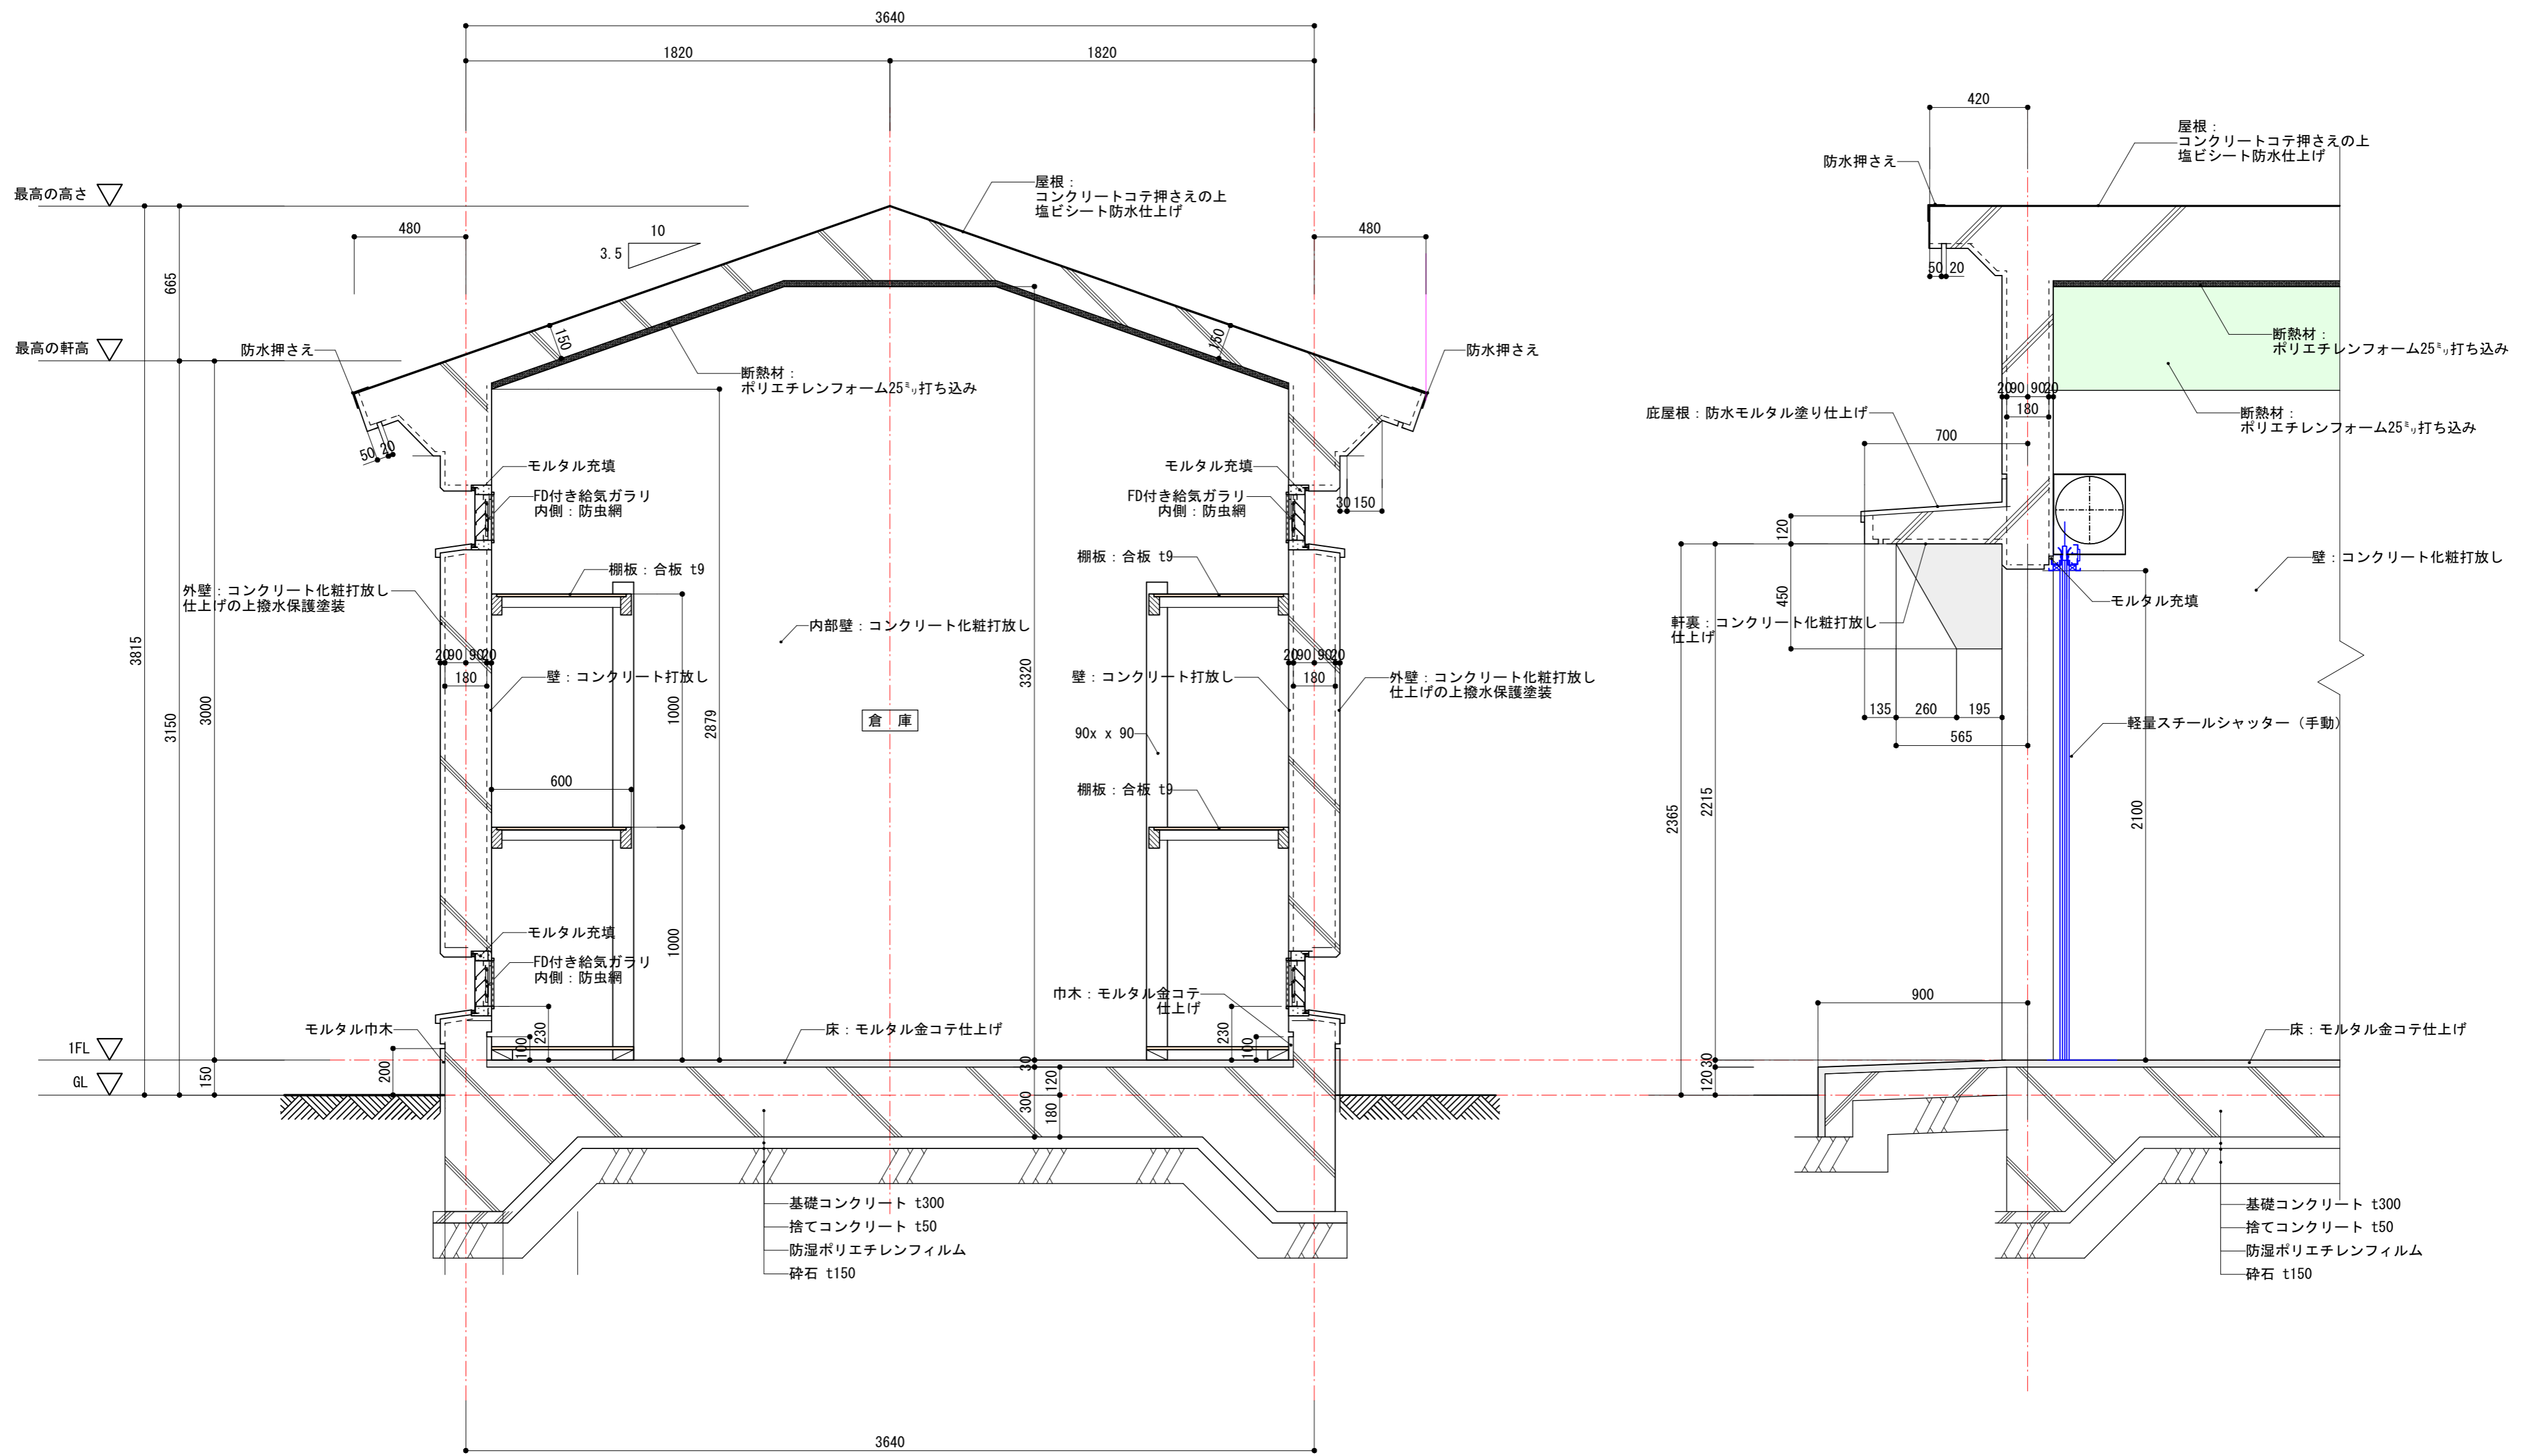 3640
1820
1820
420
屋根：
コンクリートコテ押さえの上
塩ビシート防水仕上げ
防水押さえ
屋根：
コンクリートコテ押さえの上
塩ビシート防水仕上げ
最高の高さ
480
10
3.5
480
665
50
20
150
150
最高の軒高
防水押さえ
防水押さえ
断熱材：
ポリエチレンフォーム25㍉打ち込み
断熱材：
ポリエチレンフォーム25㍉打ち込み
20
90
90
20
180
断熱材：
ポリエチレンフォーム25㍉打ち込み
庇屋根：防水モルタル塗り仕上げ
700
50
20
モルタル充填
モルタル充填
FD付き給気ガラリ
内側：防虫網
FD付き給気ガラリ
内側：防虫網
30
150
120
棚板：合板 t9
棚板：合板 t9
壁：コンクリート化粧打放し
外壁：コンクリート化粧打放し
仕上げの上撥水保護塗装
450
モルタル充填
内部壁：コンクリート化粧打放し
軒裏：コンクリート化粧打放し
仕上げ
3815
20
90
90
20
180
3320
20
90
90
20
180
壁：コンクリート打放し
壁：コンクリート打放し
外壁：コンクリート化粧打放し
仕上げの上撥水保護塗装
3150
3000
1000
2879
倉　庫
135
260
195
軽量スチールシャッター（手動）
90x x 90
565
600
棚板：合板 t9
2365
2215
2100
モルタル充填
1000
FD付き給気ガラリ
内側：防虫網
巾木：モルタル金コテ
仕上げ
900
モルタル巾木
230
100
床：モルタル金コテ仕上げ
230
100
床：モルタル金コテ仕上げ
1FL
30
30
GL
150
200
300
120
180
120
基礎コンクリート t300
捨てコンクリート t50
防湿ポリエチレンフィルム
砕石 t150
基礎コンクリート t300
捨てコンクリート t50
防湿ポリエチレンフィルム
砕石 t150
3640